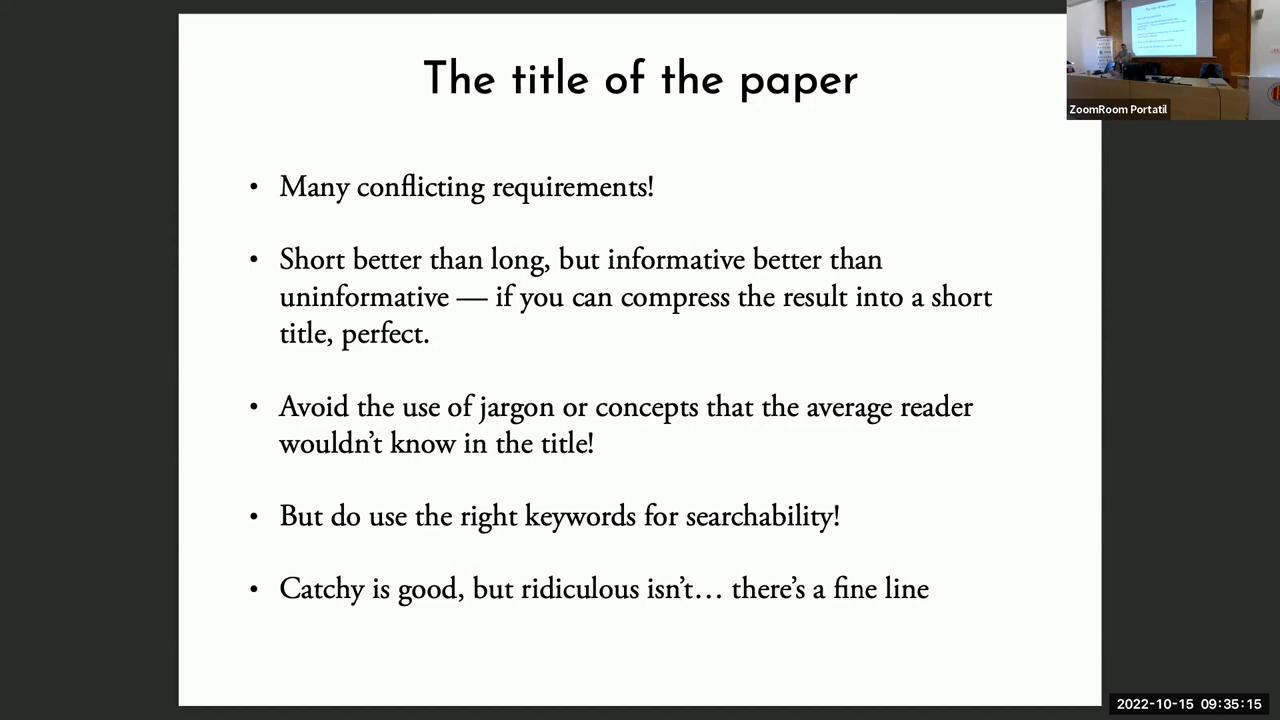 The title of the paper
• Many conflicting requirements!
• Short better than long, but informative better than
uninformative — if you can compress the result into a short
title, perfect.
• Avoid the use of jargon or concepts that the average reader
wouldn’t know in the title!
• But do use the right keywords for searchability!
• Catchy is good, but ridiculous isn’t… there’s a fine line
ZoomRoom Portatil
2022-10-15 09:35:15